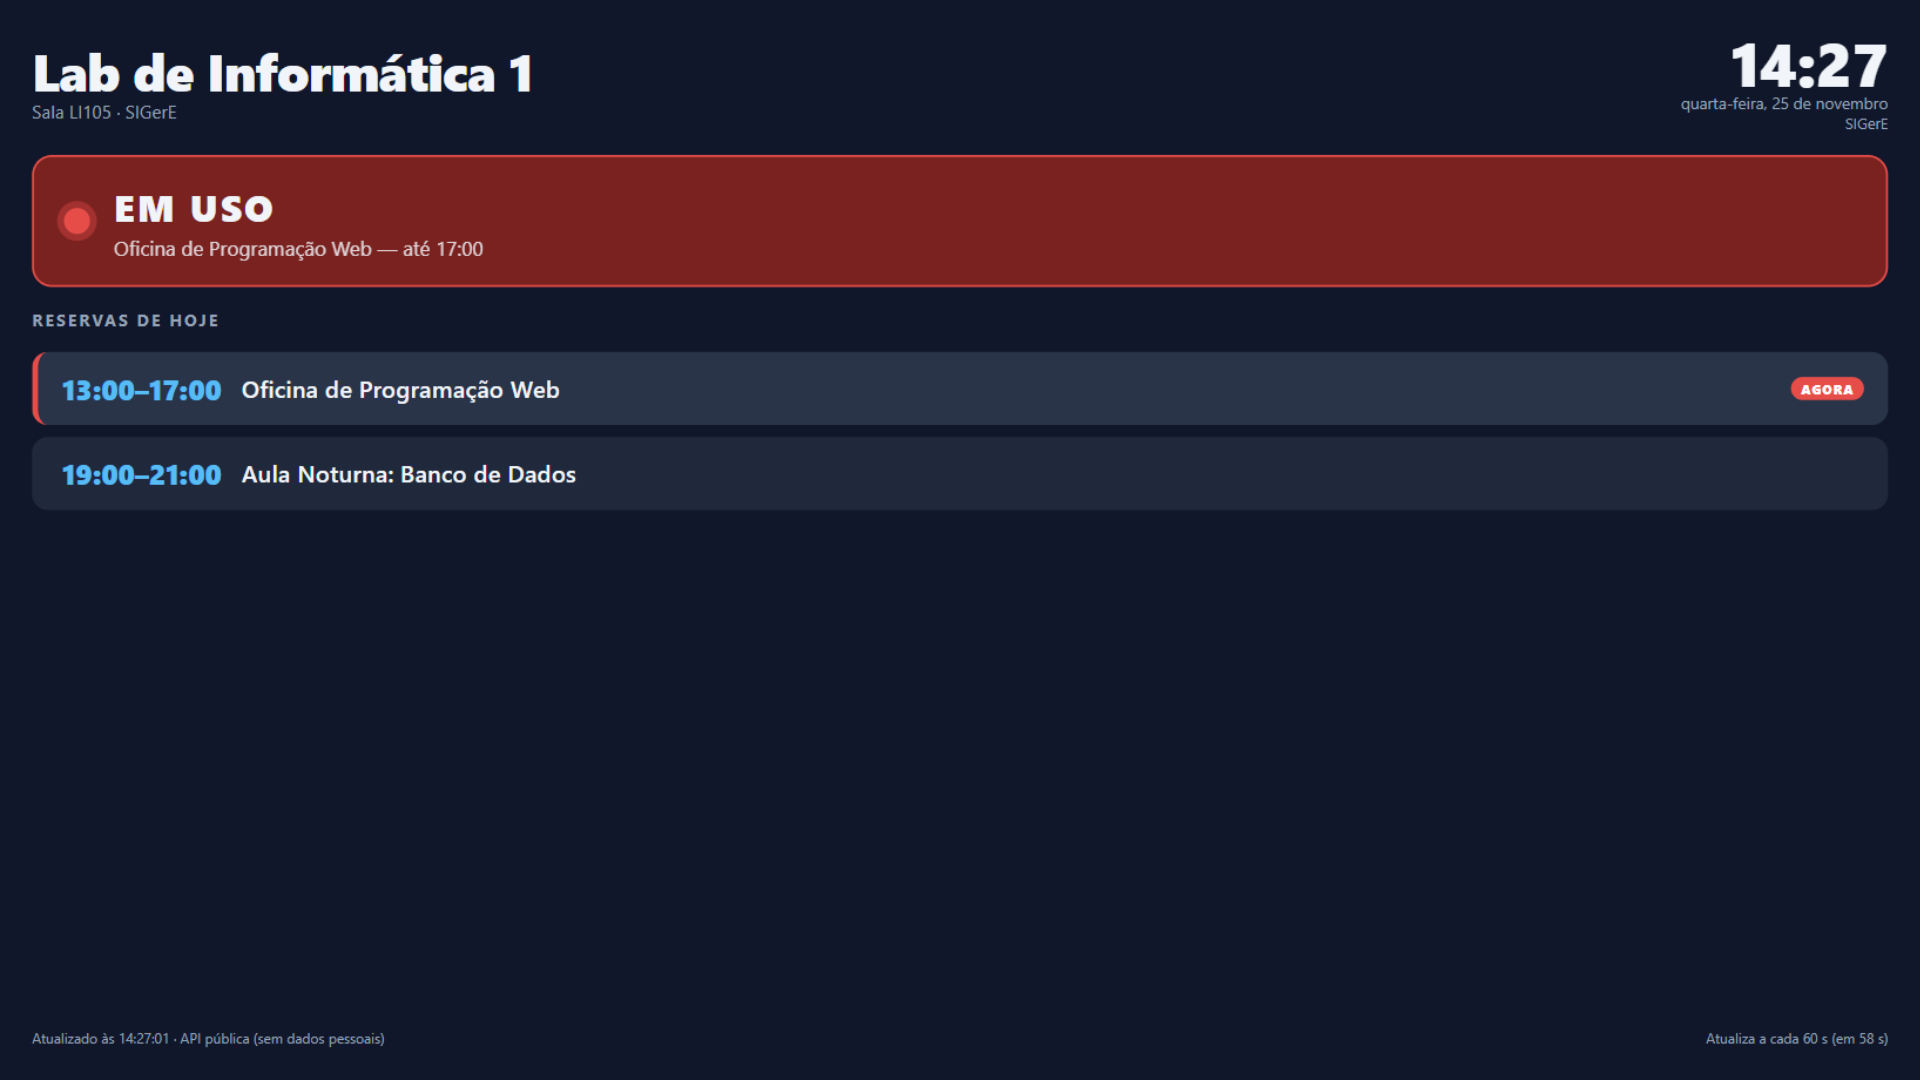 Lab de Informática 1
Sala LI105 · SIGerE
14:27
quarta-feira, 25 de novembro
SIGerE
EM USO
Oficina de Programação Web — até 17:00
RESERVAS DE HOJE
13:00–17:00 Oficina de Programação Web AGORA
19:00–21:00 Aula Noturna: Banco de Dados
Atualizado às 14:27:01 · API pública (sem dados pessoais)
Atualiza a cada 60 s (em 58 s)